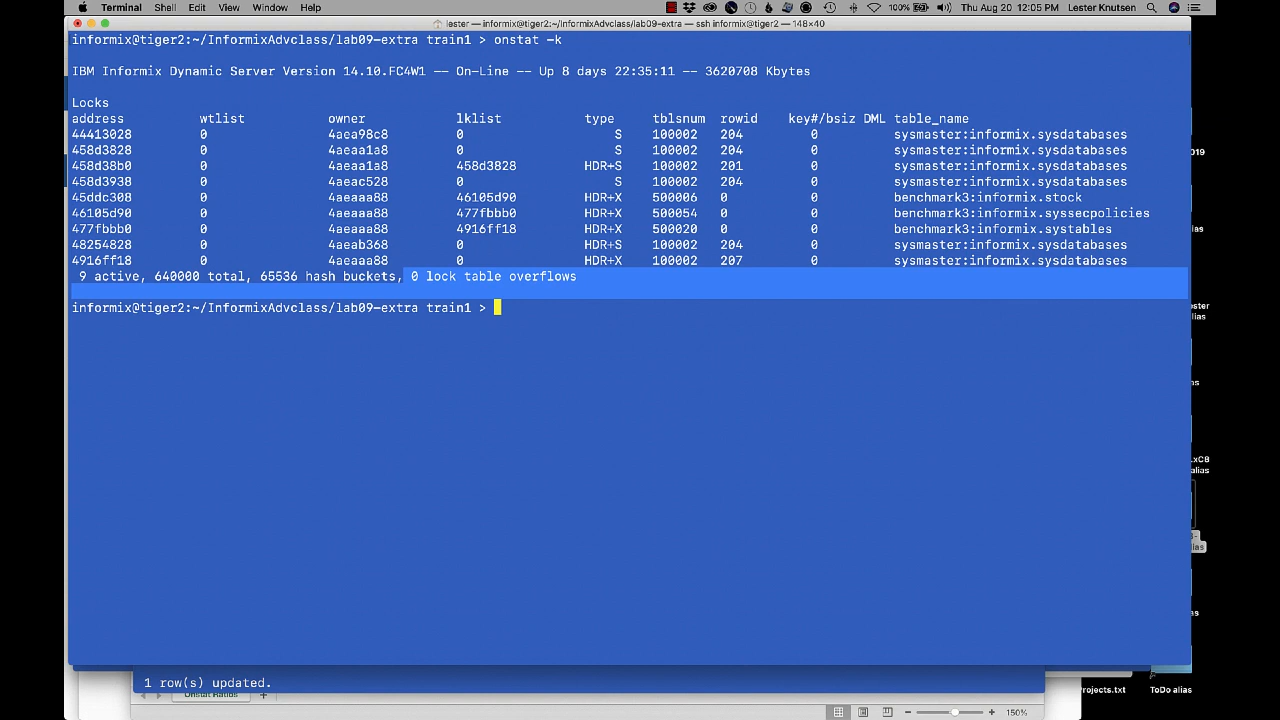 Terminal Shell Edit View Window Help 100% Thu Aug 20 12:05 PM Lester Knutsen
lester — informix@tiger2:~/InformixAdvclass/lab09-extra — ssh informix@tiger2 — 148×40
informix@tiger2:~/InformixAdvclass/lab09-extra train1 > onstat -k
IBM Informix Dynamic Server Version 14.10.FC4W1 -- On-Line -- Up 8 days 22:35:11 -- 3620708 Kbytes
Locks
address wtlist owner lklist type tblsnum rowid key#/bsiz DML table_name
44413028 0 4aea98c8 0 S 100002 204 0 sysmaster:informix.sysdatabases
458d3828 0 4aeaa1a8 0 S 100002 204 0 sysmaster:informix.sysdatabases
458d38b0 0 4aeaa1a8 458d3828 HDR+S 100002 201 0 sysmaster:informix.sysdatabases
458d3938 0 4aeac528 0 S 100002 204 0 sysmaster:informix.sysdatabases
45ddc308 0 4aeaaa88 46105d90 HDR+X 500006 0 0 benchmark3:informix.stock
46105d90 0 4aeaaa88 477fbbb0 HDR+X 500054 0 0 benchmark3:informix.syssecpolicies
477fbbb0 0 4aeaaa88 4916ff18 HDR+X 500020 0 0 benchmark3:informix.systables
48254828 0 4aeab368 0 HDR+S 100002 204 0 sysmaster:informix.sysdatabases
4916ff18 0 4aeaaa88 0 HDR+S 100002 207 0 sysmaster:informix.sysdatabases
9 active, 640000 total, 65536 hash buckets, 0 lock table overflows
informix@tiger2:~/InformixAdvclass/lab09-extra train1 >
1 row(s) updated.
Onstat Ratios +
150%
ToDo alias